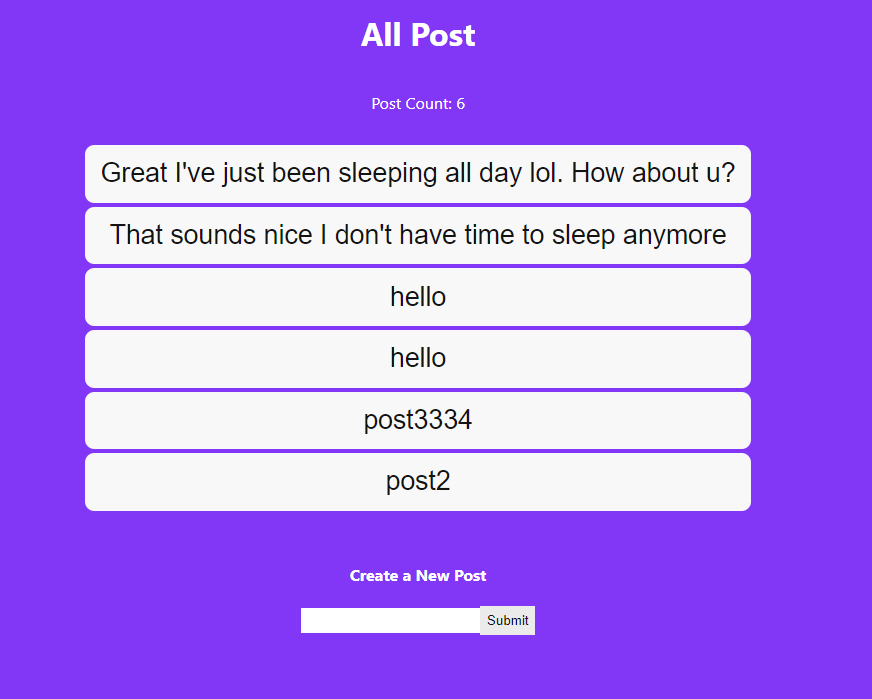 All Post
Post Count: 6
Great I've just been sleeping all day lol. How about u?
That sounds nice I don't have time to sleep anymore
hello
hello
post3334
post2
Create a New Post
Submit